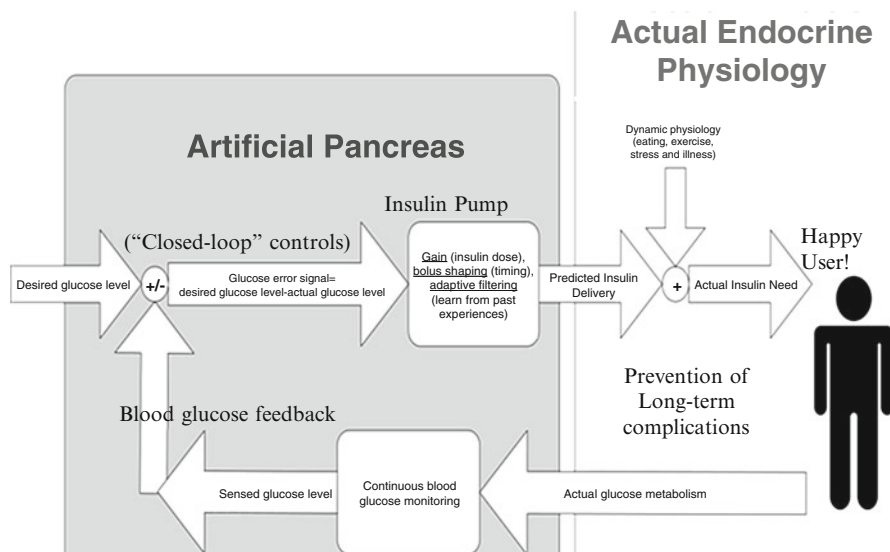 Actual Endocrine
Physiology
Artificial Pancreas
Dynamic physiology
(eating, exercise,
stress and illness)
Insulin Pump
(“Closed-loop” controls)
Happy
User!
Desired glucose level
+/-
Glucose error signal=
desired glucose level-actual glucose level
Gain (insulin dose),
bolus shaping (timing),
adaptive filtering
(learn from past
experiences)
Predicted Insulin
Delivery
+
Actual Insulin Need
Prevention of
Long-term
complications
Blood glucose feedback
Sensed glucose level
Continuous blood
glucose monitoring
Actual glucose metabolism